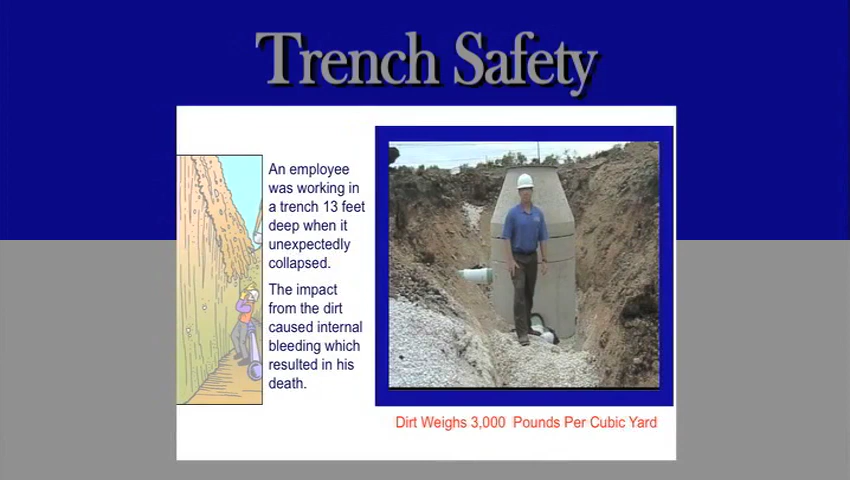 Trench Safety
An employee
was working in
a trench 13 feet
deep when it
unexpectedly
collapsed.
The impact
from the dirt
caused internal
bleeding which
resulted in his
death.
Dirt Weighs 3,000 Pounds Per Cubic Yard